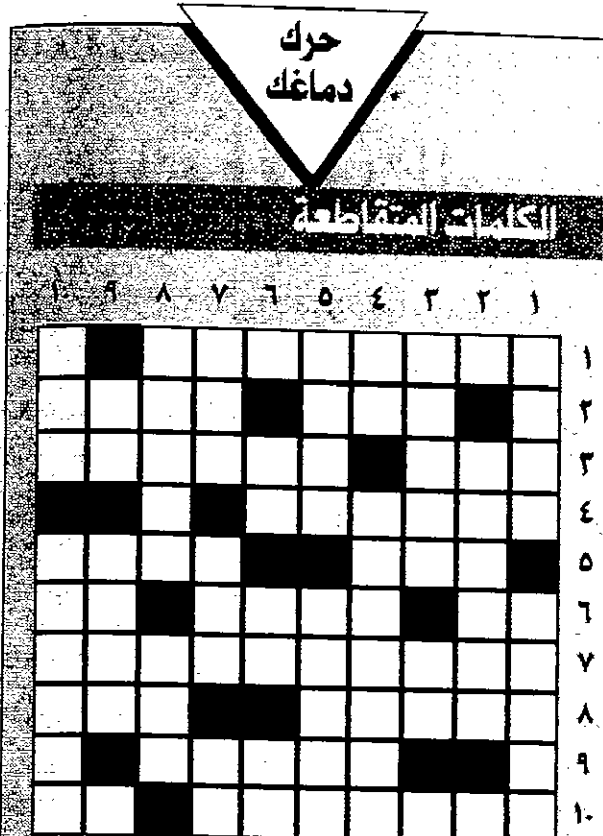 حرك
دماغك
الكلمات المتقاطعة
١ ٢ ٣ ٤ ٥ ٦ ٧ ٨ ٩ ١٠
١
٢
٣
٤
٥
٦
٧
٨
٩
١٠